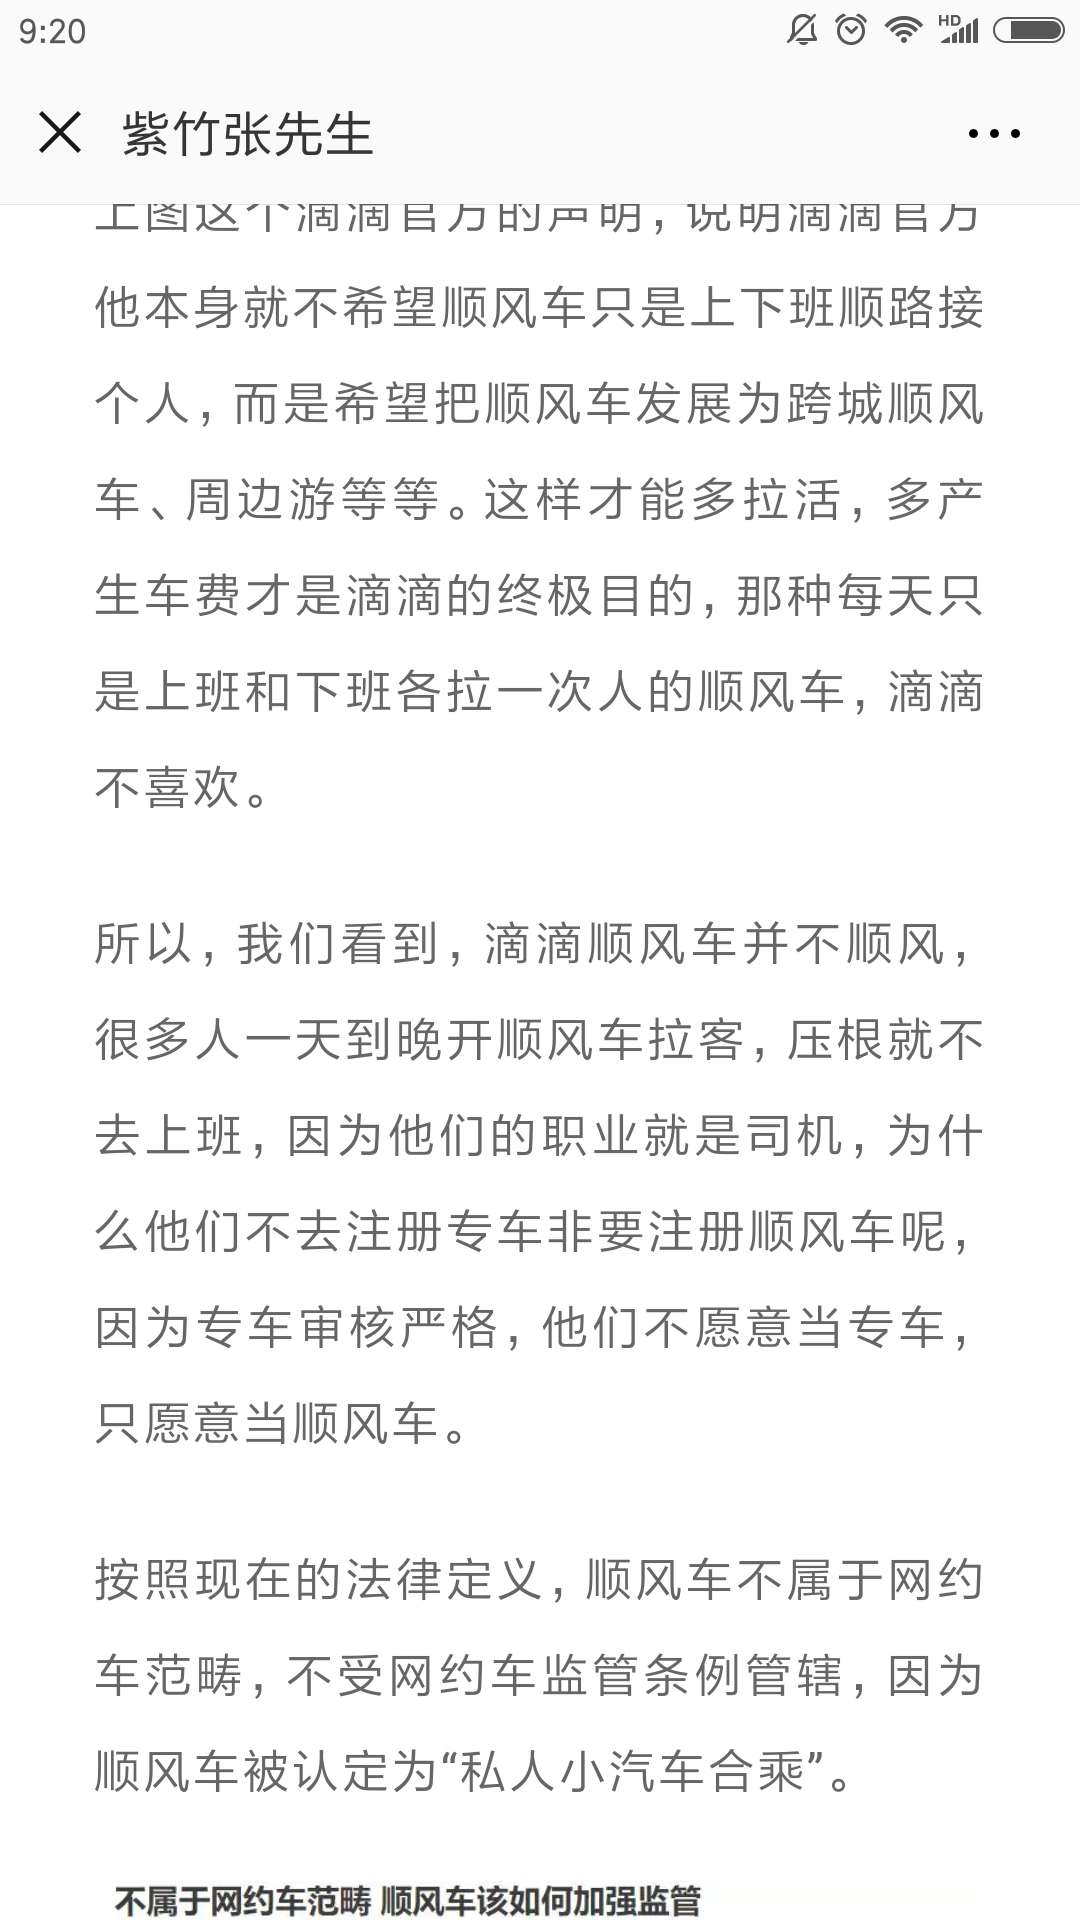 9:20
HD
紫竹张先生
上图这个滴滴官方的声明，说明滴滴官方
他本身就不希望顺风车只是上下班顺路接
个人，而是希望把顺风车发展为跨城顺风
车、周边游等等。这样才能多拉活，多产
生车费才是滴滴的终极目的，那种每天只
是上班和下班各拉一次人的顺风车，滴滴
不喜欢。
所以，我们看到，滴滴顺风车并不顺风，
很多人一天到晚开顺风车拉客，压根就不
去上班，因为他们的职业就是司机，为什
么他们不去注册专车非要注册顺风车呢，
因为专车审核严格，他们不愿意当专车，
只愿意当顺风车。
按照现在的法律定义，顺风车不属于网约
车范畴，不受网约车监管条例管辖，因为
顺风车被认定为“私人小汽车合乘”。
不属于网约车范畴 顺风车该如何加强监管